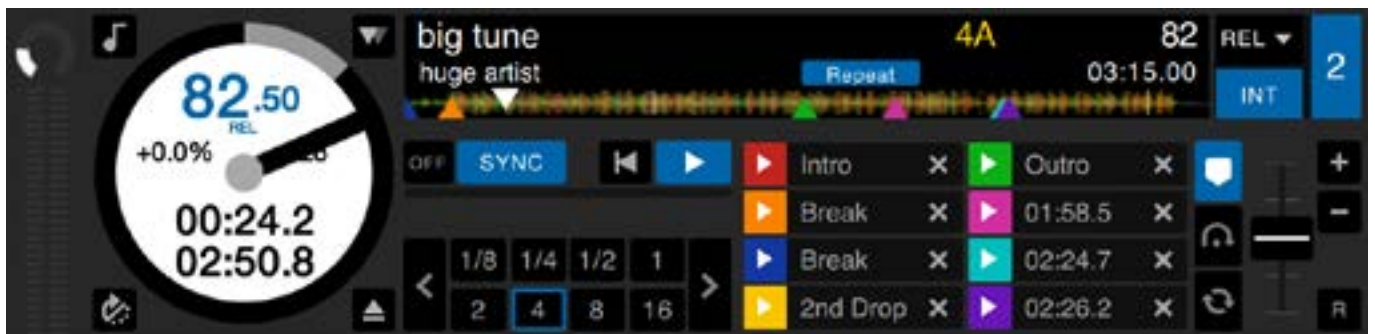 big tune 4A 82 REL
huge artist Repeat 03:15.00 INT 2
82.50
REL
+0.0%
00:24.2
02:50.8
OFF SYNC
Intro Outro
Break 01:58.5
Break 02:24.7
2nd Drop 02:26.2
1/8 1/4 1/2 1
2 4 8 16
R